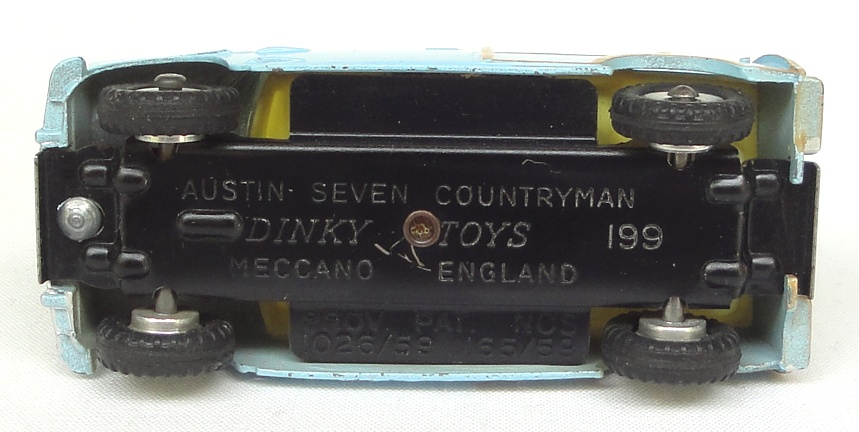 AUSTIN SEVEN COUNTRYMAN
DINKY TOYS 199
MECCANO ENGLAND
PROV. PAT. NOS
1026/59 165/59